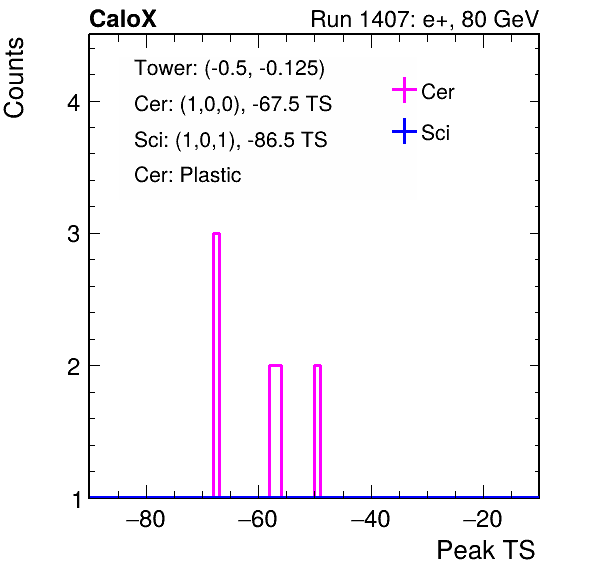 CaloX Run 1407: e+, 80 GeV
Counts
Tower: (-0.5, -0.125)
Cer: (1,0,0), -67.5 TS
Sci: (1,0,1), -86.5 TS
Cer: Plastic
Cer
Sci
4
3
2
1
−80 −60 −40 −20
Peak TS